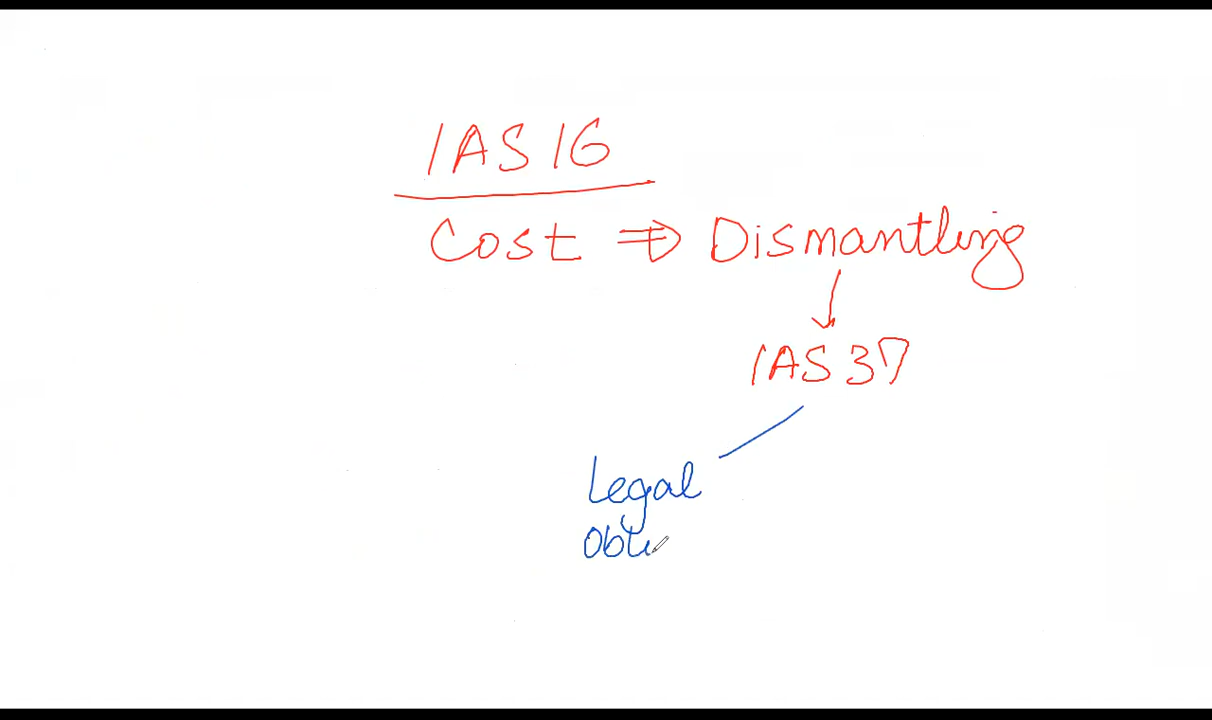 IAS 16
Cost ⇒ Dismantling
IAS 37
Legal